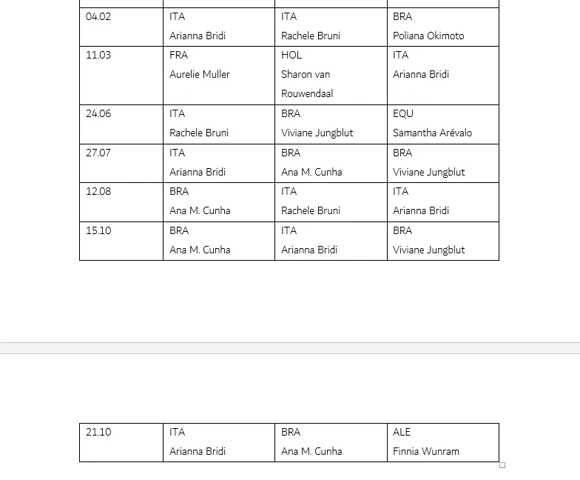 04.02 ITA ITA BRA
Arianna Bridi Rachele Bruni Poliana Okimoto
11.03 FRA HOL ITA
Aurelie Muller Sharon van Arianna Bridi
Rouwendaal
24.06 ITA BRA EQU
Rachele Bruni Viviane Jungblut Samantha Arévalo
27.07 ITA BRA BRA
Arianna Bridi Ana M. Cunha Viviane Jungblut
12.08 BRA ITA ITA
Ana M. Cunha Rachele Bruni Arianna Bridi
15.10 BRA ITA BRA
Ana M. Cunha Arianna Bridi Viviane Jungblut
21.10 ITA BRA ALE
Arianna Bridi Ana M. Cunha Finnia Wunram